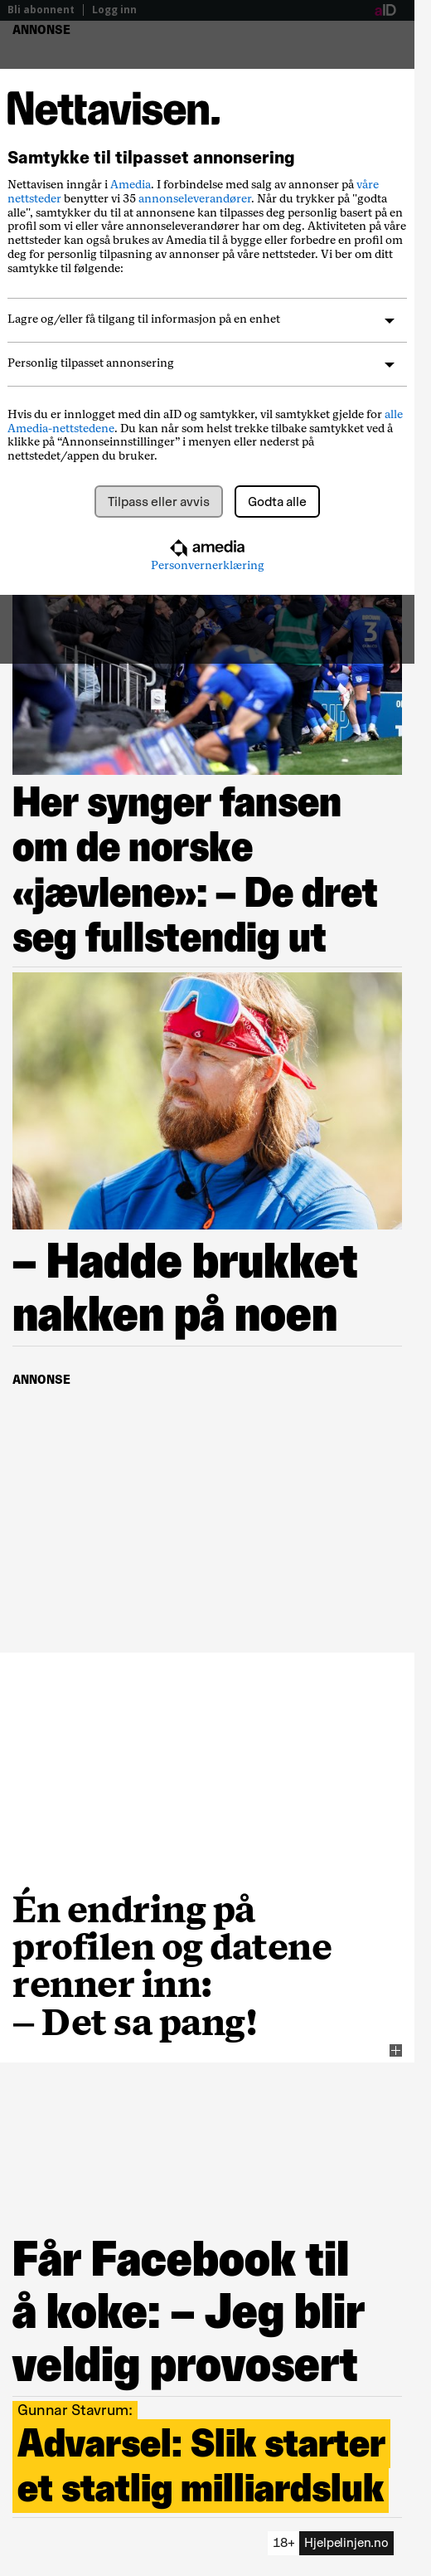 Bli abonnent | Logg inn
aID
ANNONSE
Nettavisen.
Samtykke til tilpasset annonsering
Nettavisen inngår i Amedia. I forbindelse med salg av annonser på våre
nettsteder benytter vi 35 annonseleverandører. Når du trykker på "godta
alle", samtykker du til at annonsene kan tilpasses deg personlig basert på en
profil som vi eller våre annonseleverandører har om deg. Aktiviteten på våre
nettsteder kan også brukes av Amedia til å bygge eller forbedre en profil om
deg for personlig tilpasning av annonser på våre nettsteder. Vi ber om ditt
samtykke til følgende:
Lagre og/eller få tilgang til informasjon på en enhet
Personlig tilpasset annonsering
Hvis du er innlogget med din aID og samtykker, vil samtykket gjelde for alle
Amedia-nettstedene. Du kan når som helst trekke tilbake samtykket ved å
klikke på “Annonseinnstillinger” i menyen eller nederst på
nettstedet/appen du bruker.
Tilpass eller avvis
Godta alle
amedia
Personvernerklæring
3
Her synger fansen
om de norske
«jævlene»: – De dret
seg fullstendig ut
– Hadde brukket
nakken på noen
ANNONSE
Én endring på
profilen og datene
renner inn:
– Det sa pang!
Får Facebook til
å koke: – Jeg blir
veldig provosert
Gunnar Stavrum:
Advarsel: Slik starter
et statlig milliardsluk
18+ Hjelpelinjen.no